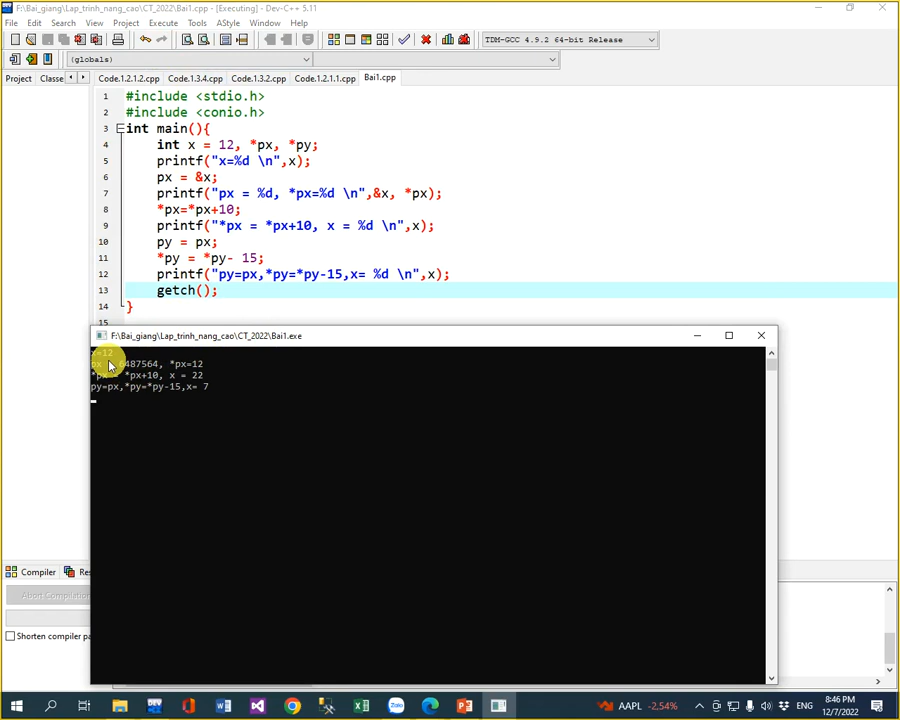 F:\Bai_giang\Lap_trinh_nang_cao\CT_2022\Bai1.cpp - [Executing] - Dev-C++ 5.11
File Edit Search View Project Execute Tools AStyle Window Help
TDM-GCC 4.9.2 64-bit Release
(globals)
Project Classe Code.1.2.1.2.cpp Code.1.3.4.cpp Code.1.3.2.cpp Code.1.2.1.1.cpp Bai1.cpp
1 #include <stdio.h>
2 #include <conio.h>
3 int main(){
4 int x = 12, *px, *py;
5 printf("x=%d \n",x);
6 px = &x;
7 printf("px = %d, *px=%d \n",&x, *px);
8 *px=*px+10;
9 printf("*px = *px+10, x = %d \n",x);
10 py = px;
11 *py = *py- 15;
12 printf("py=px,*py=*py-15,x= %d \n",x);
13 getch();
14 }
15
F:\Bai_giang\Lap_trinh_nang_cao\CT_2022\Bai1.exe
x=12
px = 6487564, *px=12
*px = *px+10, x = 22
py=px,*py=*py-15,x= 7
Compiler Res
Abort Compilation
Shorten compiler pa
AAPL -2,54% ENG 8:46 PM
12/7/2022